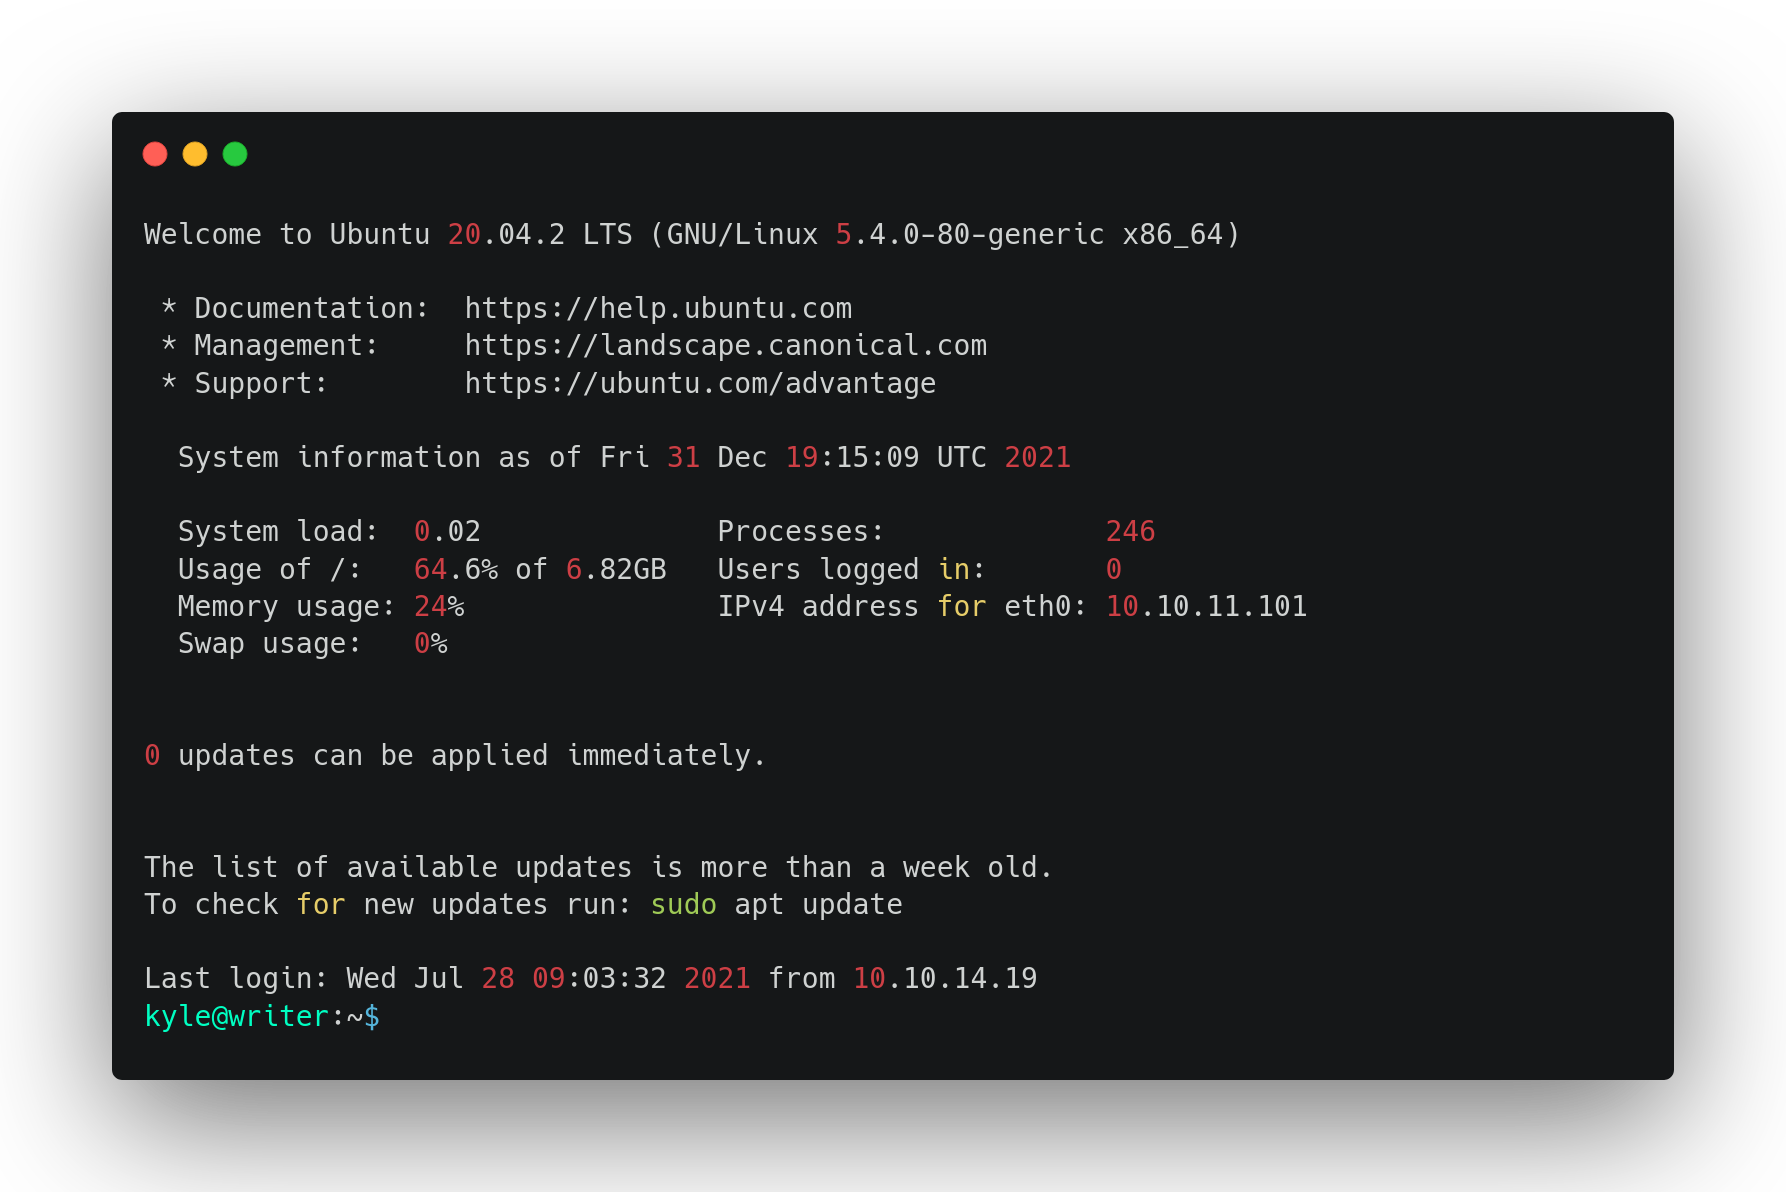 Welcome to Ubuntu 20.04.2 LTS (GNU/Linux 5.4.0-80-generic x86_64)

 * Documentation:  https://help.ubuntu.com
 * Management:     https://landscape.canonical.com
 * Support:        https://ubuntu.com/advantage

  System information as of Fri 31 Dec 19:15:09 UTC 2021

  System load:  0.02              Processes:             246
  Usage of /:   64.6% of 6.82GB   Users logged in:       0
  Memory usage: 24%               IPv4 address for eth0: 10.10.11.101
  Swap usage:   0%


0 updates can be applied immediately.


The list of available updates is more than a week old.
To check for new updates run: sudo apt update

Last login: Wed Jul 28 09:03:32 2021 from 10.10.14.19
kyle@writer:~$